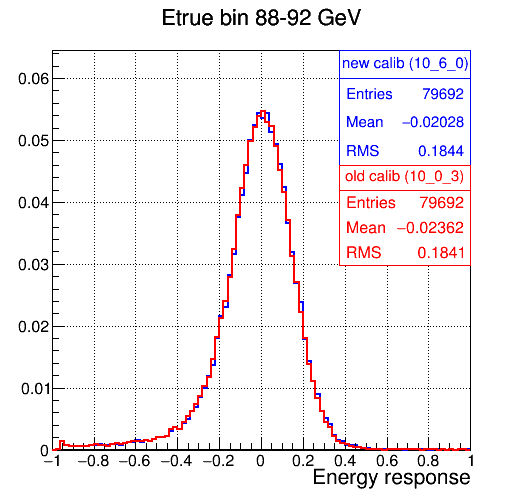 Etrue bin 88-92 GeV
new calib (10_6_0)
Entries 79692
Mean −0.02028
RMS 0.1844
old calib (10_0_3)
Entries 79692
Mean −0.02362
RMS 0.1841
0.06
0.05
0.04
0.03
0.02
0.01
0
−1 −0.8 −0.6 −0.4 −0.2 0 0.2 0.4 0.6 0.8 1
Energy response